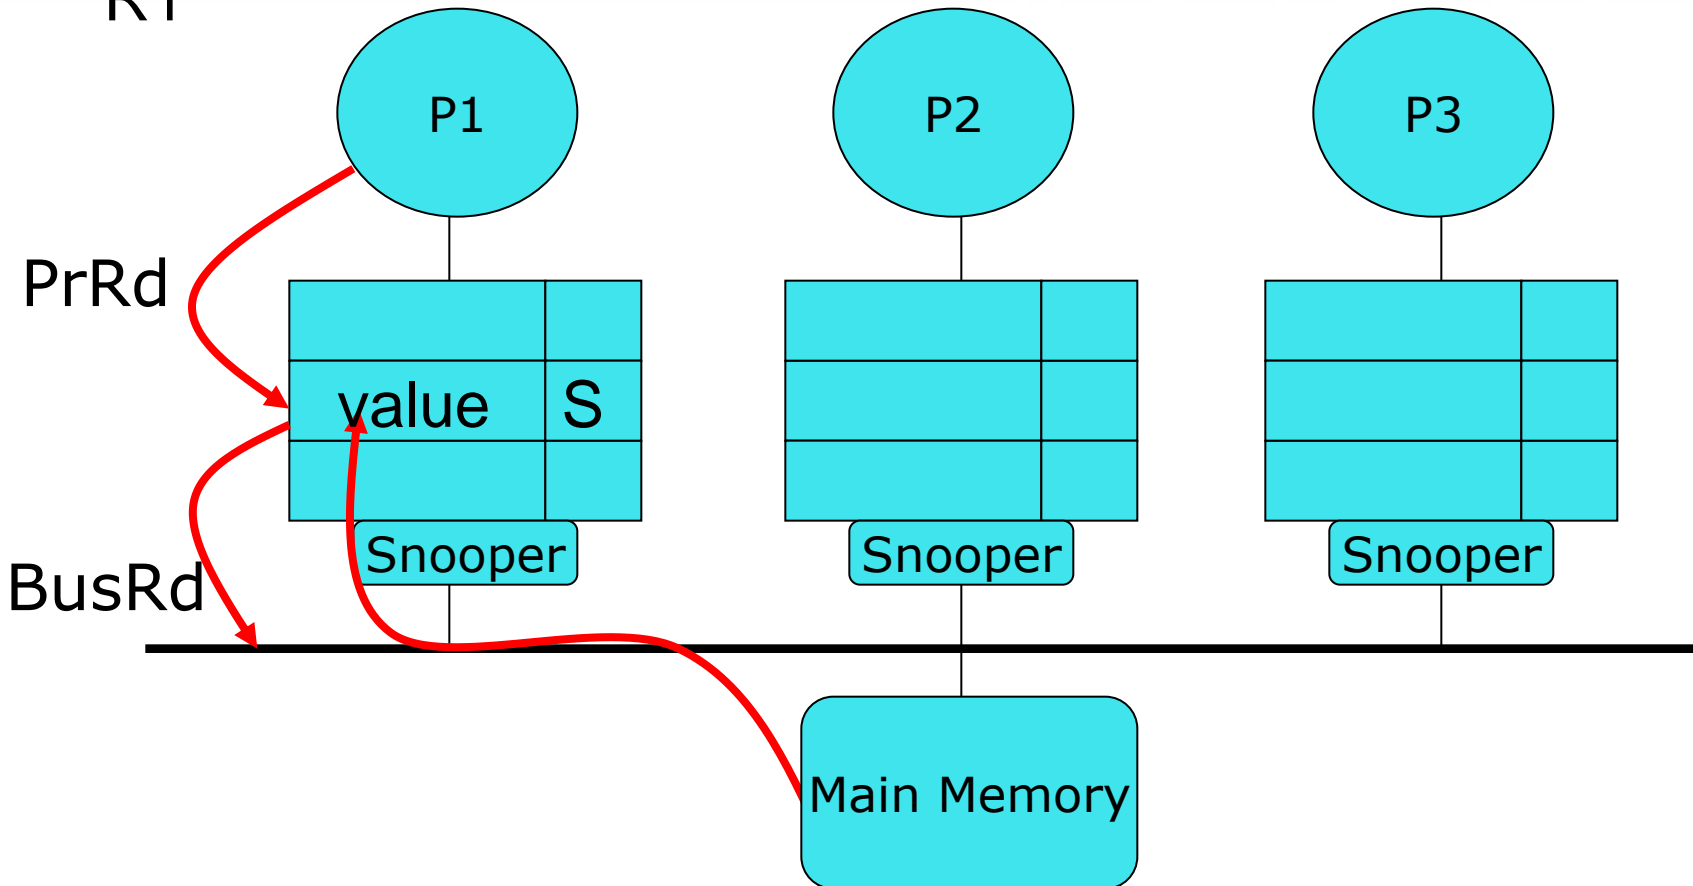 P1
P2
P3
PrRd
value S
Snooper
Snooper
Snooper
BusRd
Main Memory